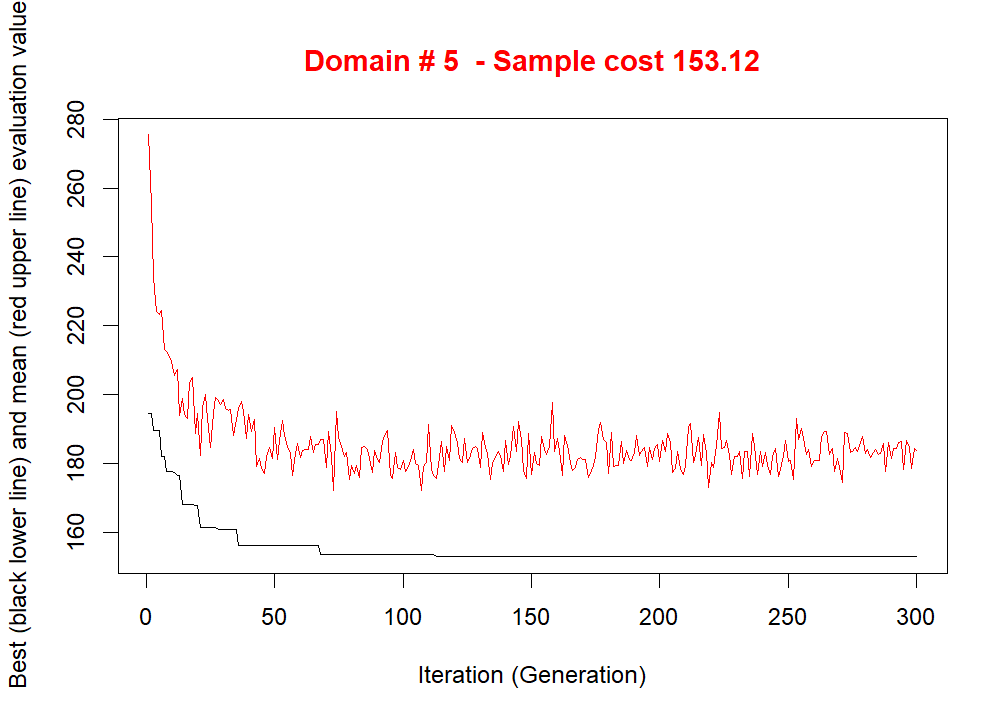 Domain # 5  - Sample cost 153.12
Best (black lower line) and mean (red upper line) evaluation value
280
260
240
220
200
180
160
0 50 100 150 200 250 300
Iteration (Generation)